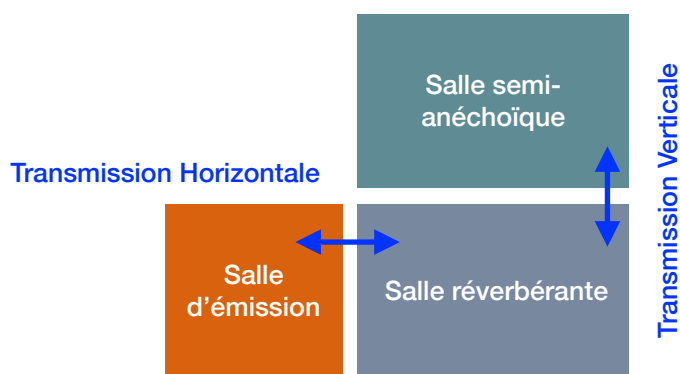 Salle semi-
anéchoïque
Transmission Verticale
Transmission Horizontale
Salle
d’émission
Salle réverbérante